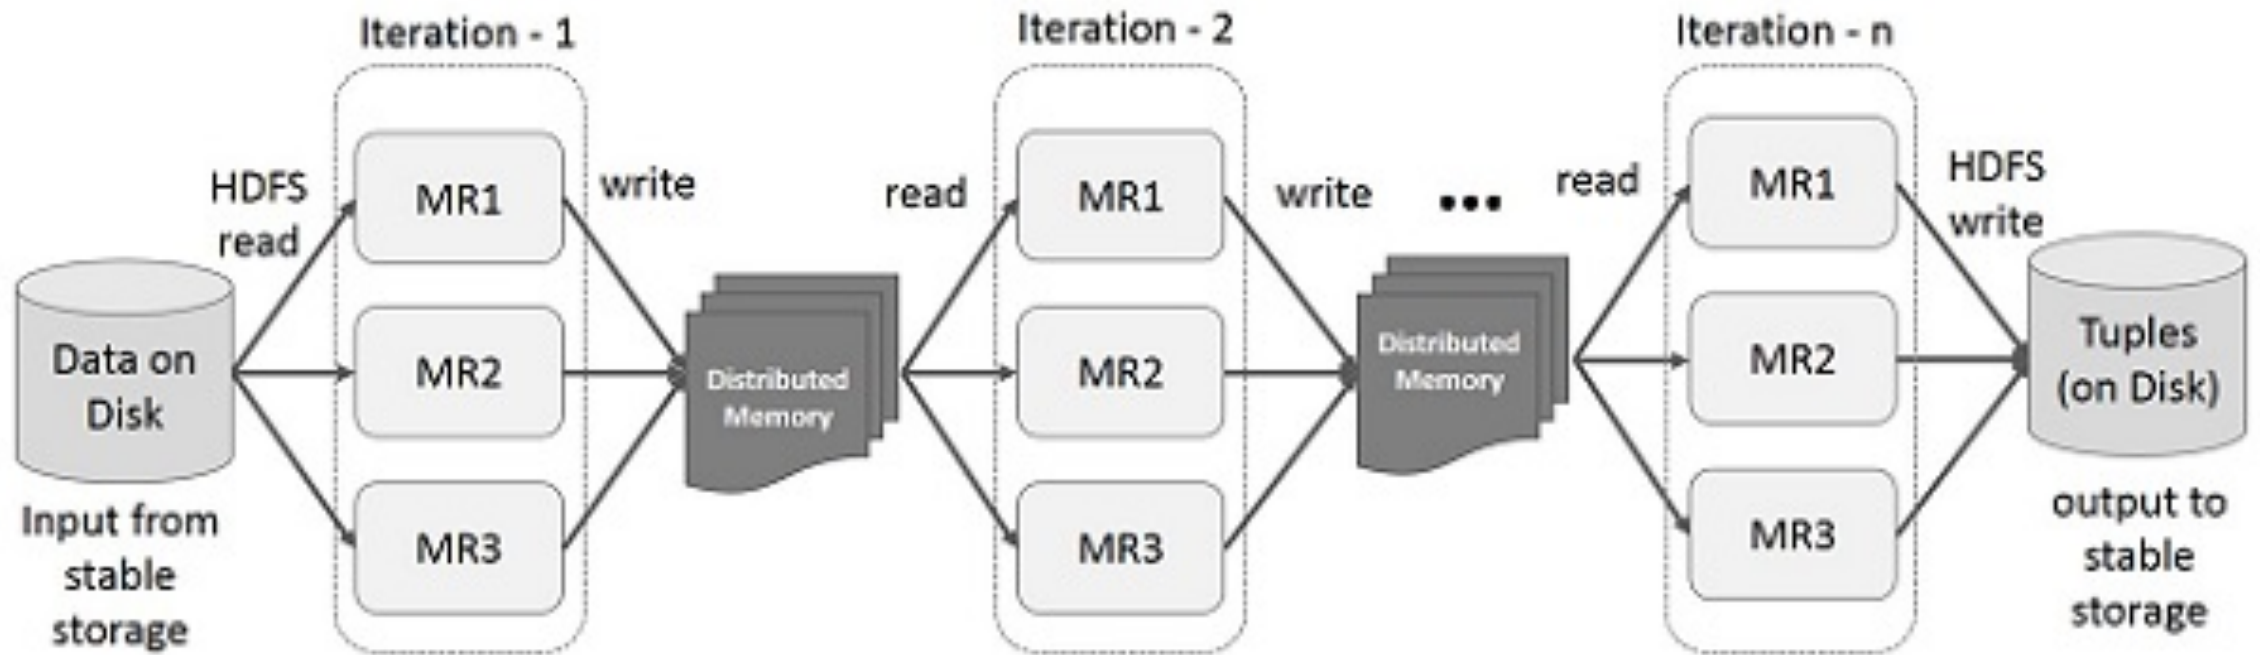 Iteration - 1
Iteration - 2
Iteration - n
HDFS
read
MR1
MR2
MR3
write
read
MR1
MR2
MR3
write
•••
read
MR1
MR2
MR3
HDFS
write
Data on
Disk
Input from
stable
storage
Distributed
Memory
Distributed
Memory
Tuples
(on Disk)
output to
stable
storage